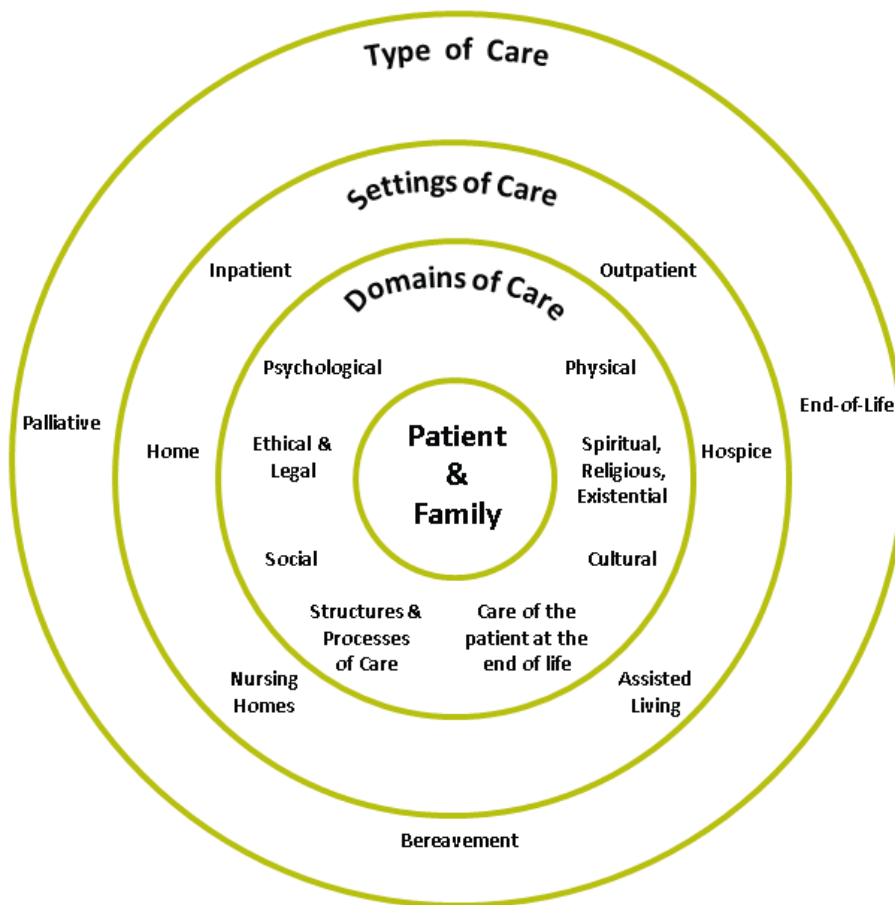 Type of Care
Settings of Care
Inpatient
Outpatient
Domains of Care
Psychological
Physical
Palliative
End-of-Life
Home
Ethical &
Legal
Patient
&
Family
Spiritual,
Religious,
Existential
Hospice
Social
Cultural
Structures &
Processes
of Care
Care of the
patient at the
end of life
Nursing
Homes
Assisted
Living
Bereavement